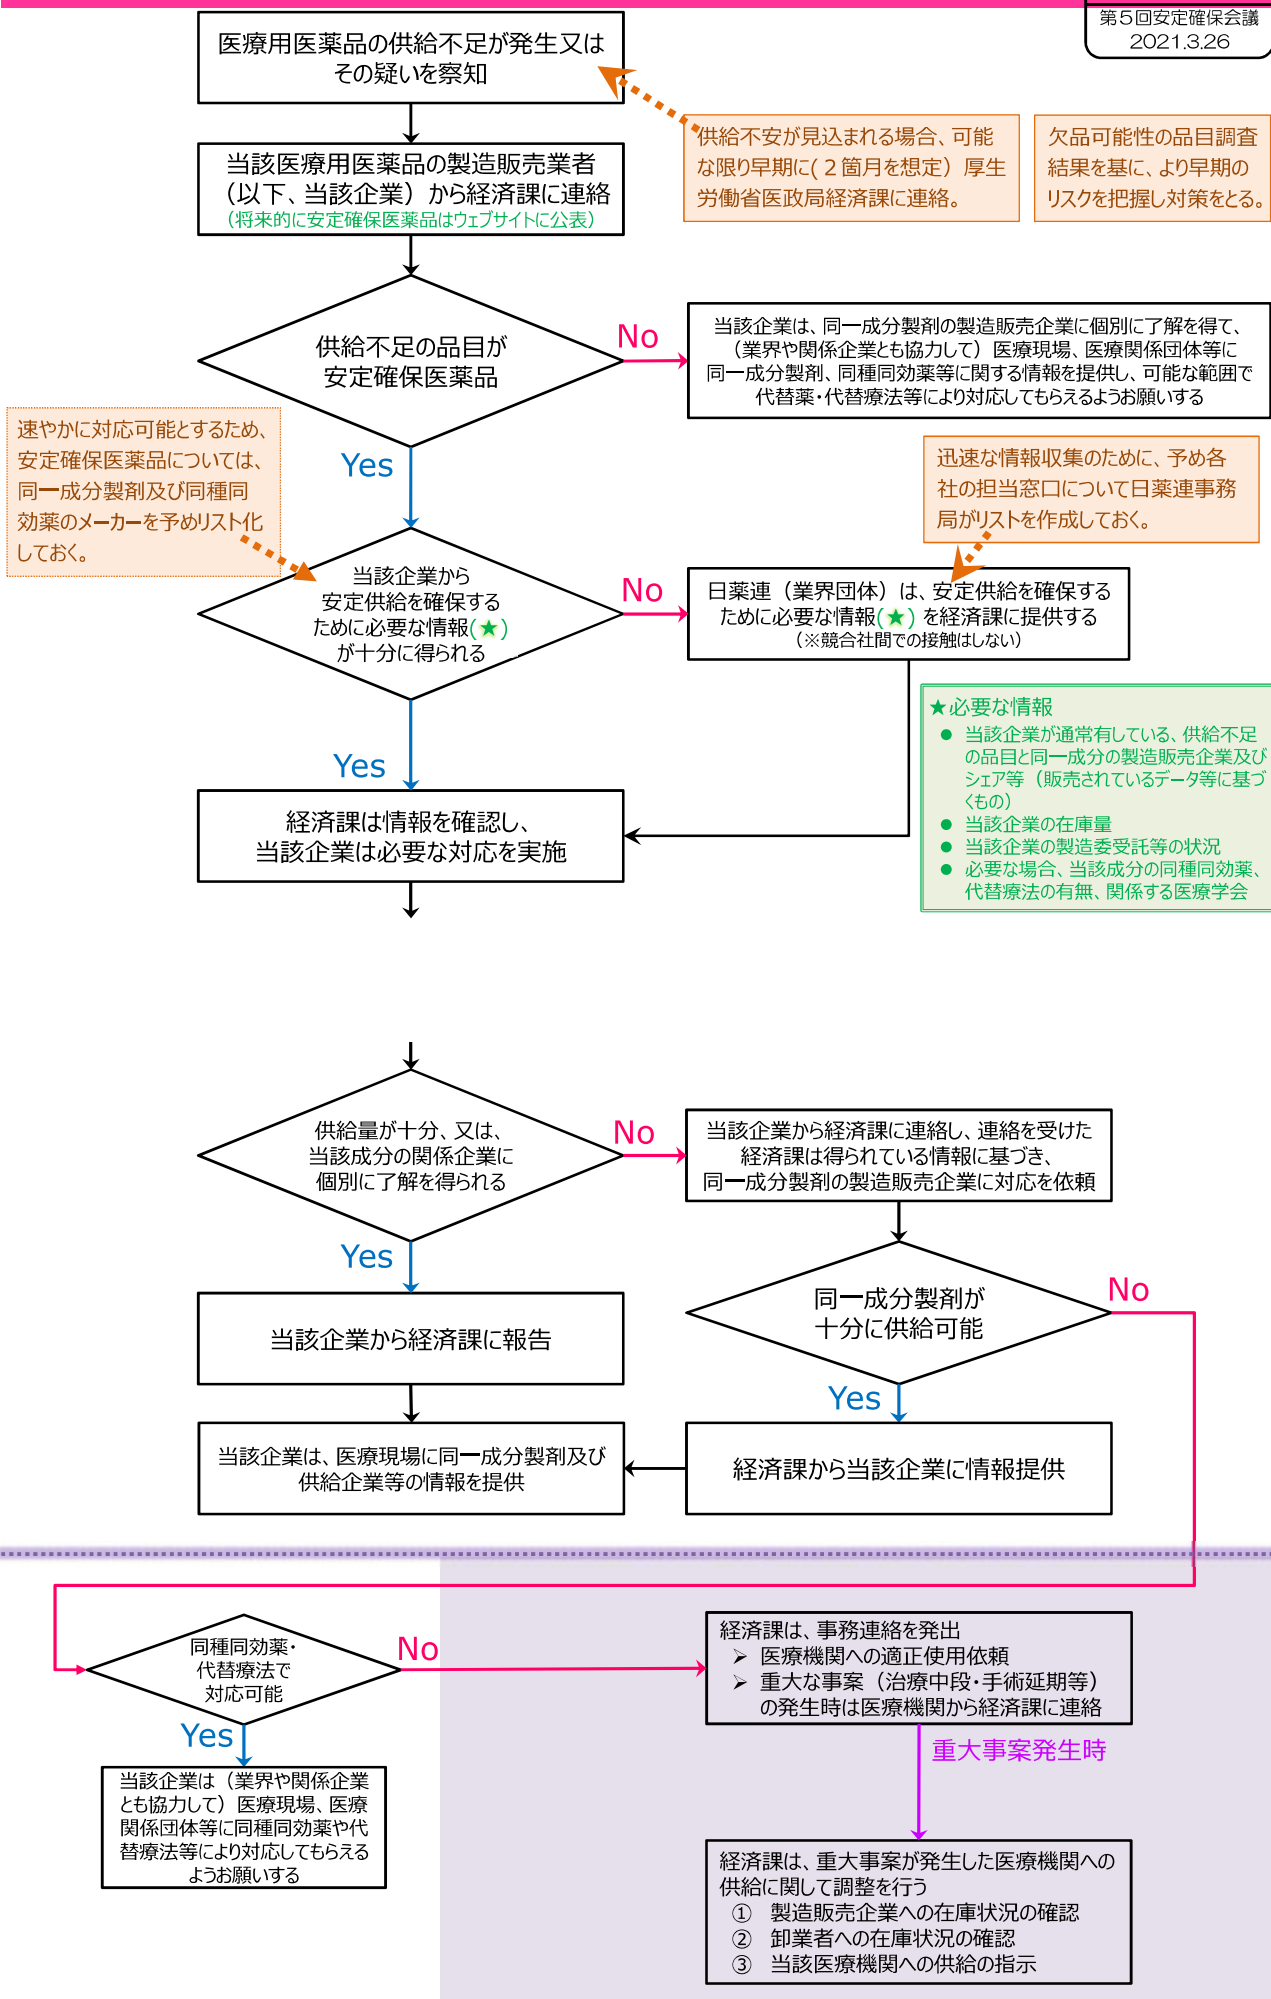 第５回安定確保会議
2021.3.26
医療用医薬品の供給不足が発生又は
その疑いを察知
供給不安が見込まれる場合、可能
な限り早期に(２箇月を想定）厚生
労働省医政局経済課に連絡。
欠品可能性の品目調査
結果を基に、より早期の
リスクを把握し対策をとる。
当該医療用医薬品の製造販売業者
（以下、当該企業）から経済課に連絡
（将来的に安定確保医薬品はウェブサイトに公表）
供給不足の品目が
安定確保医薬品
No
当該企業は、同一成分製剤の製造販売企業に個別に了解を得て、
（業界や関係企業とも協力して）医療現場、医療関係団体等に
同一成分製剤、同種同効薬等に関する情報を提供し、可能な範囲で
代替薬・代替療法等により対応してもらえるようお願いする
速やかに対応可能とするため、
安定確保医薬品については、
同一成分製剤及び同種同
効薬のメーカーを予めリスト化
しておく。
Yes
迅速な情報収集のために、予め各
社の担当窓口について日薬連事務
局がリストを作成しておく。
当該企業から
安定供給を確保する
ために必要な情報(★)
が十分に得られる
No
日薬連（業界団体）は、安定供給を確保する
ために必要な情報(★) を経済課に提供する
（※競合社間での接触はしない）
★必要な情報
● 当該企業が通常有している、供給不足
の品目と同一成分の製造販売企業及び
シェア等（販売されているデータ等に基づ
くもの）
● 当該企業の在庫量
● 当該企業の製造委受託等の状況
● 必要な場合、当該成分の同種同効薬、
代替療法の有無、関係する医療学会
Yes
経済課は情報を確認し、
当該企業は必要な対応を実施
供給量が十分、又は、
当該成分の関係企業に
個別に了解を得られる
No
当該企業から経済課に連絡し、連絡を受けた
経済課は得られている情報に基づき、
同一成分製剤の製造販売企業に対応を依頼
Yes
同一成分製剤が
十分に供給可能
No
当該企業から経済課に報告
Yes
当該企業は、医療現場に同一成分製剤及び
供給企業等の情報を提供
経済課から当該企業に情報提供
同種同効薬・
代替療法で
対応可能
No
経済課は、事務連絡を発出
➢ 医療機関への適正使用依頼
➢ 重大な事案（治療中段・手術延期等）
の発生時は医療機関から経済課に連絡
Yes
重大事案発生時
当該企業は（業界や関係企業
とも協力して）医療現場、医療
関係団体等に同種同効薬や代
替療法等により対応してもらえる
ようお願いする
経済課は、重大事案が発生した医療機関への
供給に関して調整を行う
① 製造販売企業への在庫状況の確認
② 卸業者への在庫状況の確認
③ 当該医療機関への供給の指示